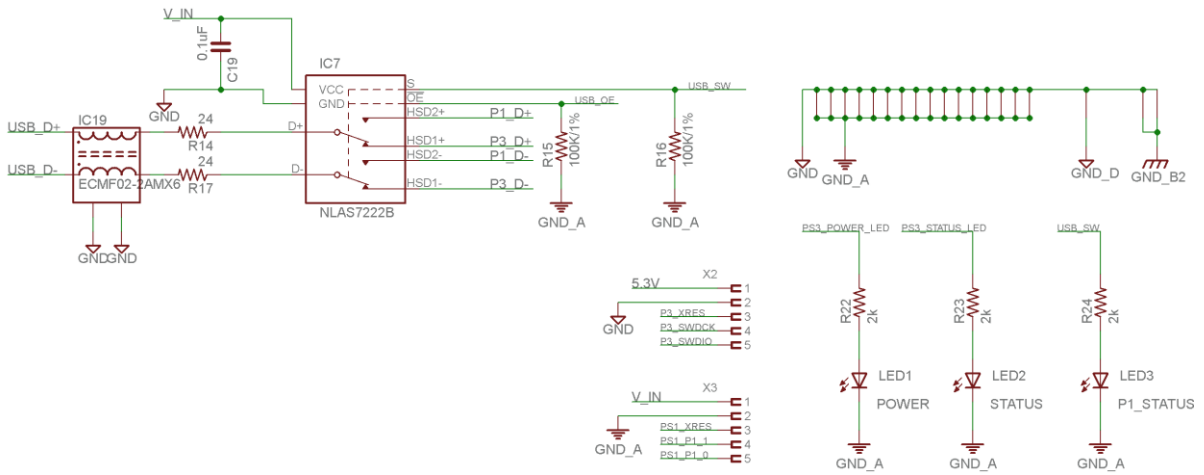 V_IN
0.1uF
C19
GND
IC7
VCC
GND
S
OE
D+
D-
HSD2+
HSD1+
HSD2-
HSD1-
NLAS7222B
USB_SW
USB_OE
P1_D+
P3_D+
P1_D-
P3_D-
R15
100K/1%
GND_A
R16
100K/1%
GND_A
USB_D+
USB_D-
IC19
ECMF02-2AMX6
24
R14
24
R17
GND
GND
GND
GND_A
GND_D
GND_B2
X2
5.3V
1
2
GND
P3_XRES
3
P3_SWDCK
4
P3_SWDIO
5
X3
V_IN
1
2
GND_A
PS1_XRES
3
PS1_P1_1
4
PS1_P1_0
5
PS3_POWER_LED
R22
2k
LED1
POWER
GND_A
PS3_STATUS_LED
R23
2k
LED2
STATUS
GND_A
USB_SW
R24
2k
LED3
P1_STATUS
GND_A